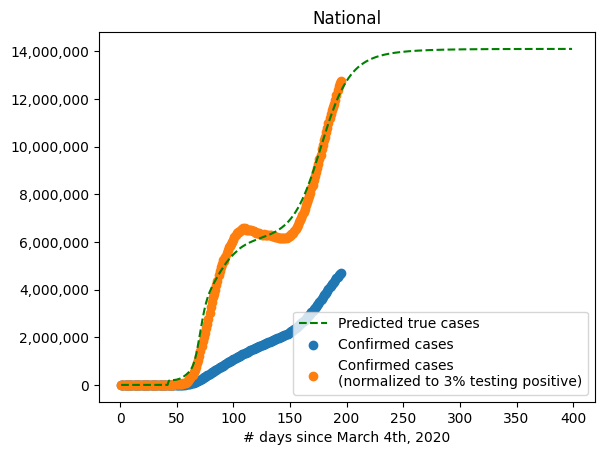 National
14,000,000
12,000,000
10,000,000
8,000,000
6,000,000
4,000,000
2,000,000
0
Predicted true cases
Confirmed cases
Confirmed cases
(normalized to 3% testing positive)
0 50 100 150 200 250 300 350 400
# days since March 4th, 2020